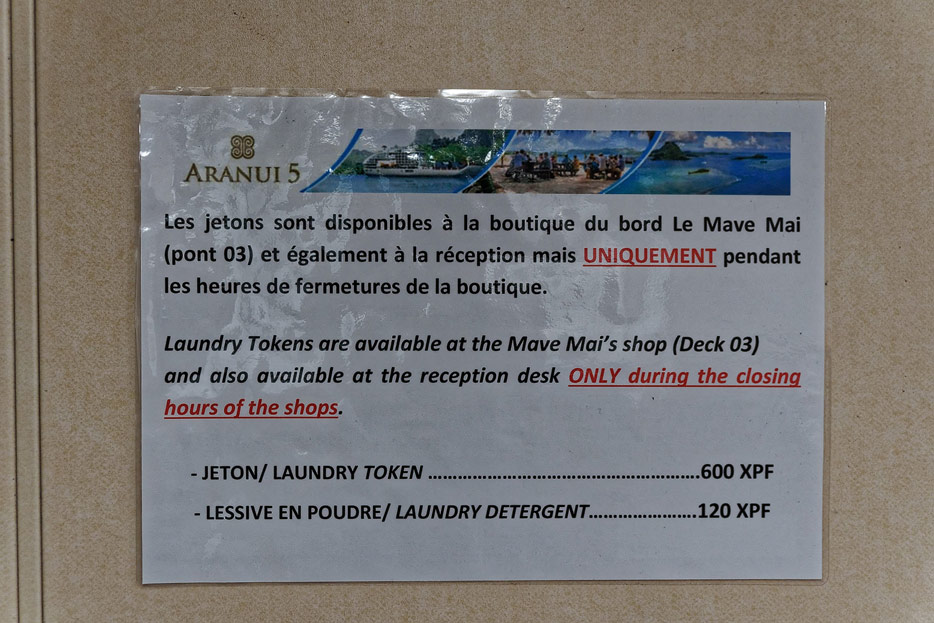 ARANUI 5
Les jetons sont disponibles à la boutique du bord Le Mave Mai
(pont 03) et également à la réception mais UNIQUEMENT pendant
les heures de fermetures de la boutique.
Laundry Tokens are available at the Mave Mai’s shop (Deck 03)
and also available at the reception desk ONLY during the closing
hours of the shops.
- JETON/ LAUNDRY TOKEN ……………………………………………….600 XPF
- LESSIVE EN POUDRE/ LAUNDRY DETERGENT………………….120 XPF